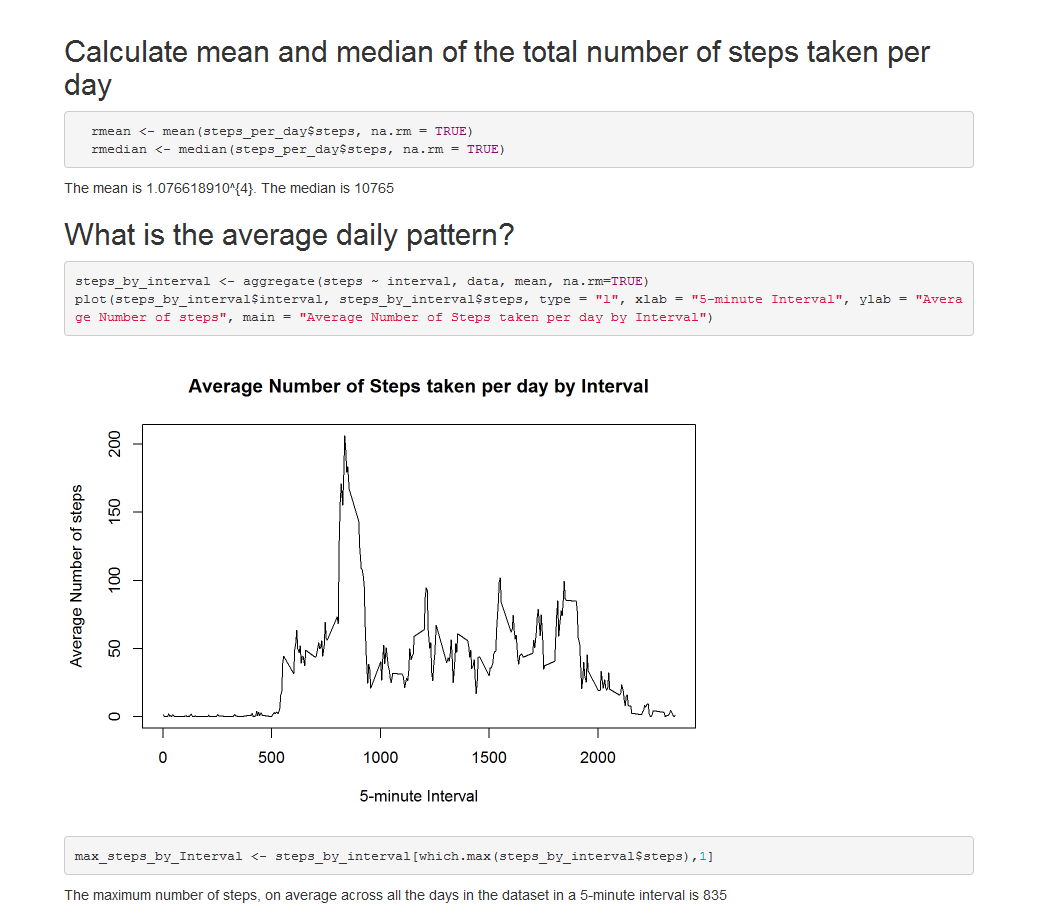 Calculate mean and median of the total number of steps taken per
day
rmean <- mean(steps_per_day$steps, na.rm = TRUE)
rmedian <- median(steps_per_day$steps, na.rm = TRUE)
The mean is 1.076618910^{4}. The median is 10765
What is the average daily pattern?
steps_by_interval <- aggregate(steps ~ interval, data, mean, na.rm=TRUE)
plot(steps_by_interval$interval, steps_by_interval$steps, type = "l", xlab = "5-minute Interval", ylab = "Avera
ge Number of steps", main = "Average Number of Steps taken per day by Interval")
Average Number of Steps taken per day by Interval
Average Number of steps
200
150
100
50
0
0 500 1000 1500 2000
5-minute Interval
max_steps_by_Interval <- steps_by_interval[which.max(steps_by_interval$steps),1]
The maximum number of steps, on average across all the days in the dataset in a 5-minute interval is 835